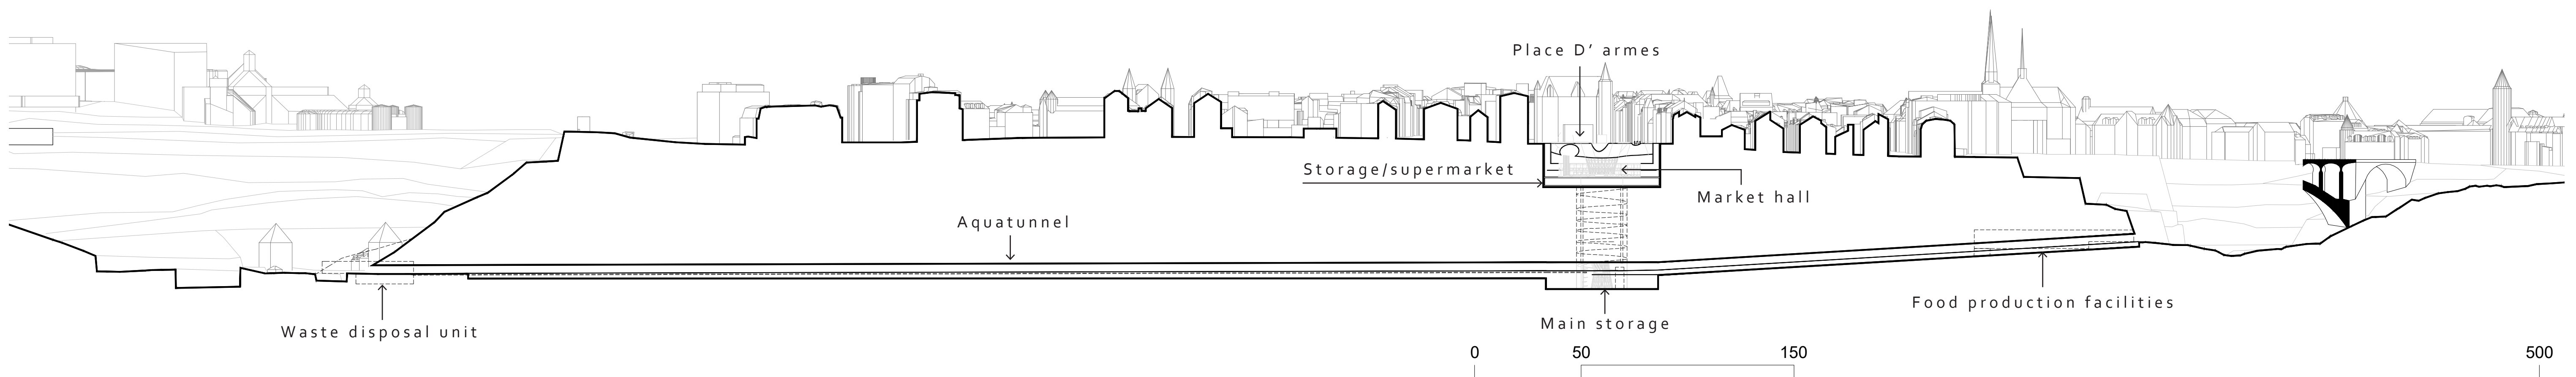 Place D’ armes
Storage/supermarket
Market hall
Aquatunnel
Food production facilities
Main storage
Waste disposal unit
0 50 150 500